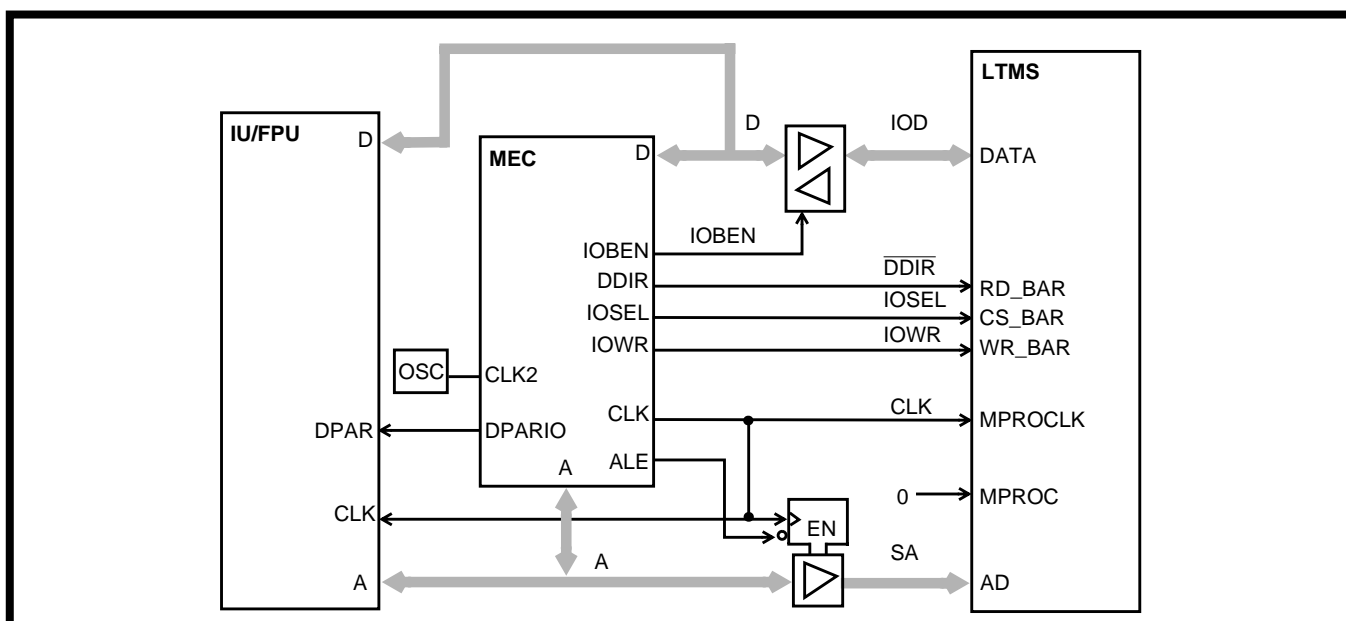 LTMS
D
IOD
IU/FPU
D
MEC
D
DATA
IOBEN
IOBEN
DDIR
DDIR
RD_BAR
IOSEL
IOSEL
CS_BAR
IOWR
IOWR
WR_BAR
OSC
CLK2
CLK
CLK
MPROCLK
DPAR
DPARIO
ALE
A
0
MPROC
CLK
EN
A
SA
A
AD